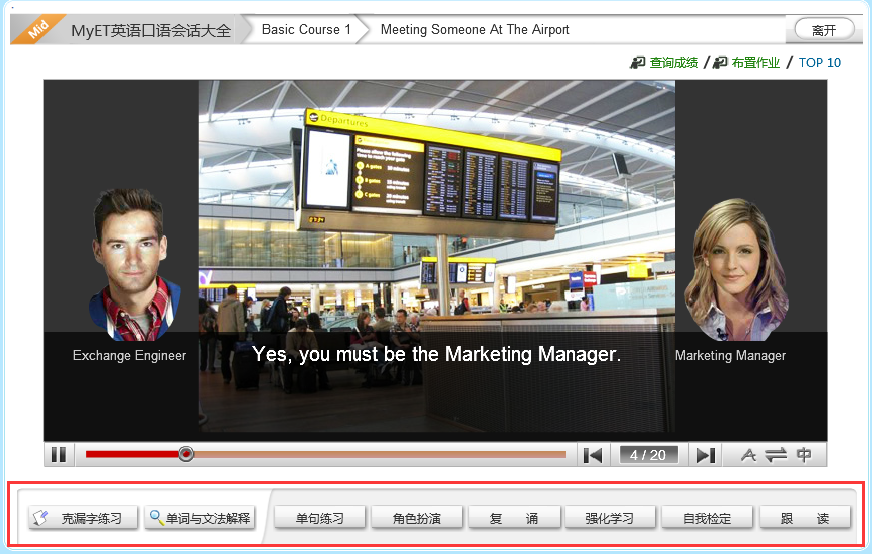 Mid
MyET英语口语会话大全
Basic Course 1
Meeting Someone At The Airport
离开
查询成绩 / 布置作业 / TOP 10
Departures
Exchange Engineer
Yes, you must be the Marketing Manager.
Marketing Manager
4 / 20
A
中
克漏字练习
单词与文法解释
单句练习
角色扮演
复 诵
强化学习
自我检定
跟 读